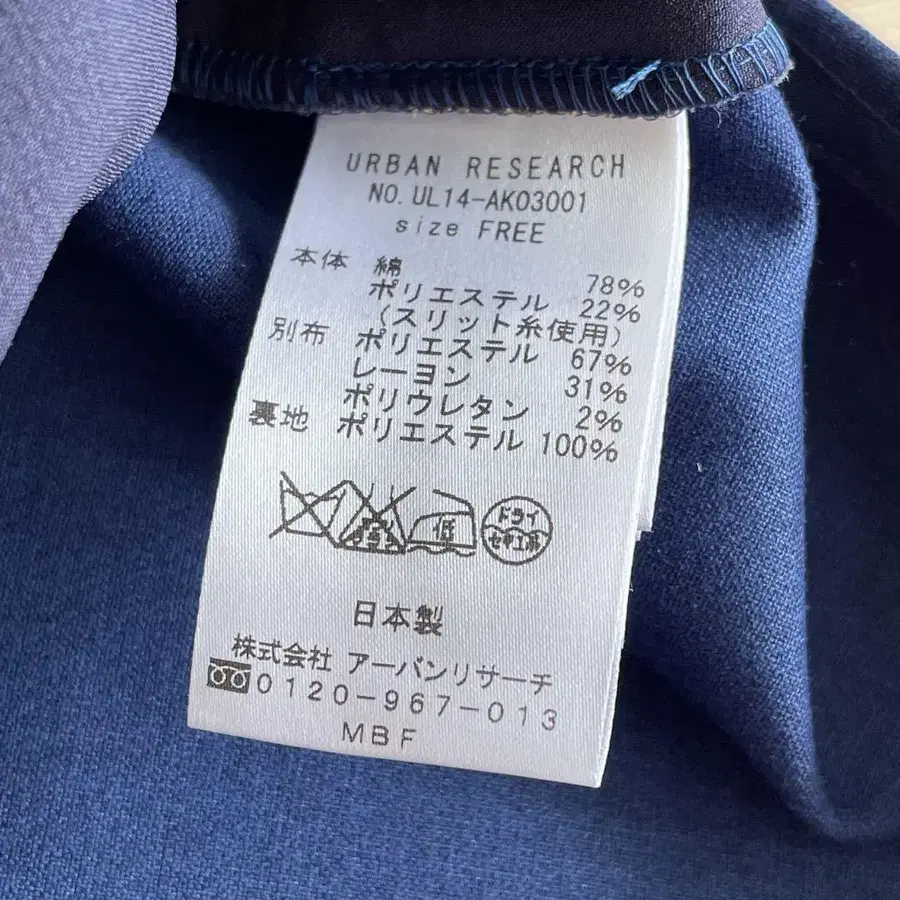 URBAN RESEARCH
NO. UL14-AK03001
size FREE
本体 綿 78%
ポリエステル 22%
(スリット糸使用)
別布 ポリエステル 67%
レーヨン 31%
ポリウレタン 2%
裏地 ポリエステル 100%
低
ドライ
セキユ系
日本製
株式会社 アーバンリサーチ
0120-967-013
MBF